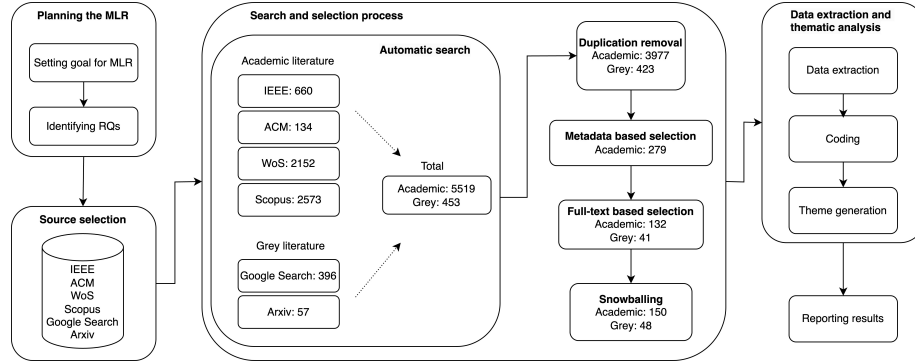 Planning the MLR
Setting goal for MLR
Identifying RQs
Source selection
IEEE
ACM
WoS
Scopus
Google Search
Arxiv
Search and selection process
Automatic search
Academic literature
IEEE: 660
ACM: 134
WoS: 2152
Scopus: 2573
Grey literature
Google Search: 396
Arxiv: 57
Total
Academic: 5519
Grey: 453
Duplication removal
Academic: 3977
Grey: 423
Metadata based selection
Academic: 279
Full-text based selection
Academic: 132
Grey: 41
Snowballing
Academic: 150
Grey: 48
Data extraction and
thematic analysis
Data extraction
Coding
Theme generation
Reporting results